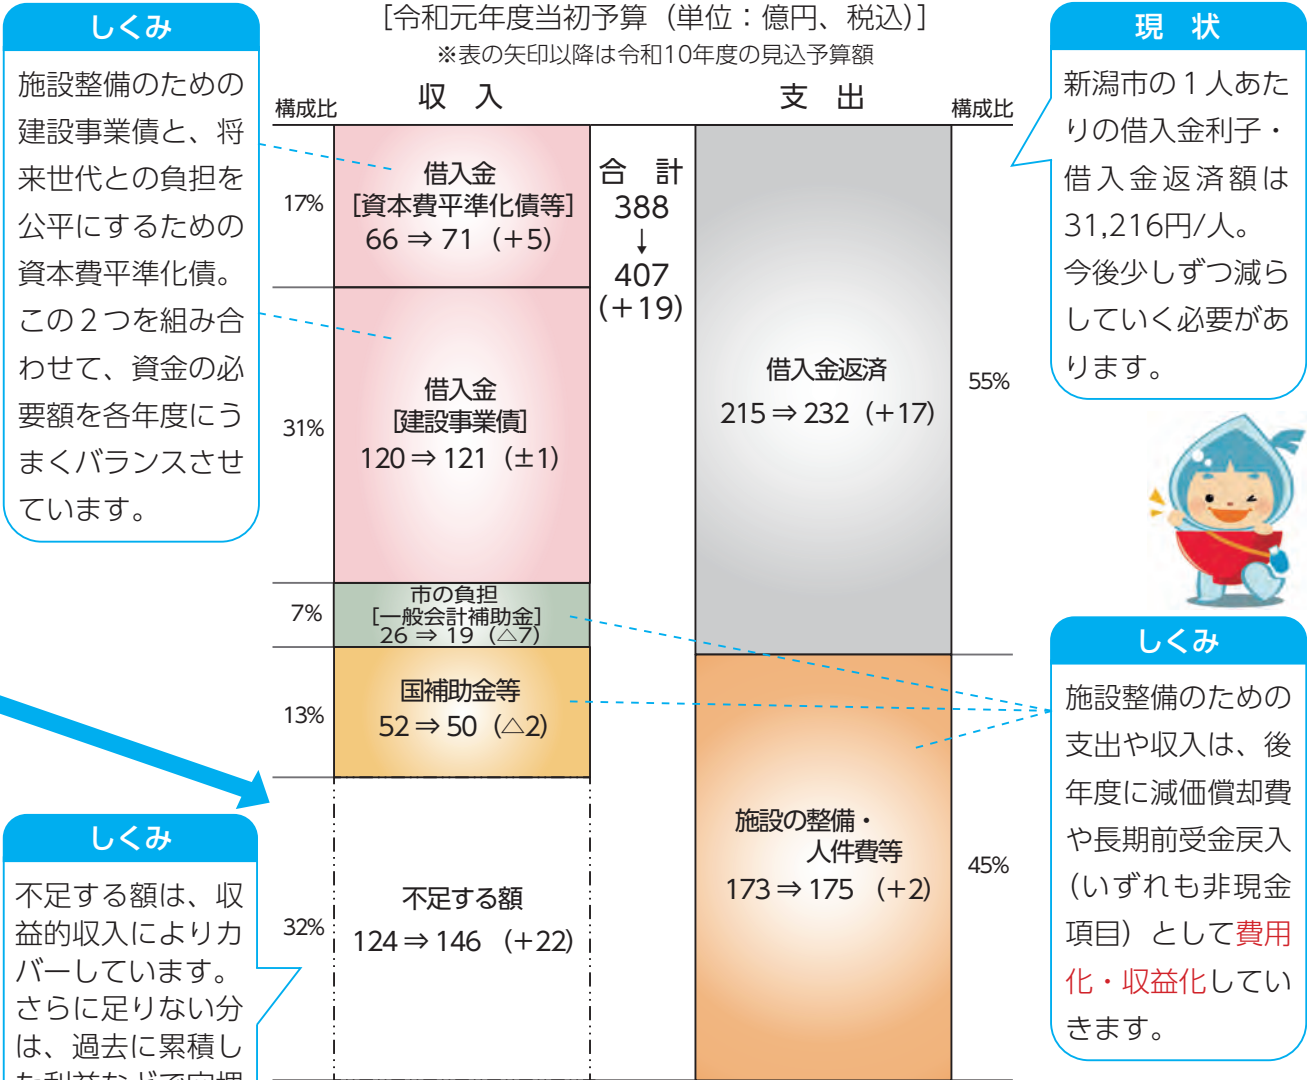 しくみ
施設整備のための
建設事業債と、将
来世代との負担を
公平にするための
資本費平準化債。
この２つを組み合
わせて、資金の必
要額を各年度にう
まくバランスさせ
ています。
[令和元年度当初予算（単位：億円、税込）]
※表の矢印以降は令和10年度の見込予算額
構成比
収　入
支　出
構成比
17%
借入金
[資本費平準化債等]
66 ⇒ 71（＋5）
合　計
388
↓
407
（＋19）
31%
借入金
[建設事業債]
120 ⇒ 121（±1）
7%
市の負担
[一般会計補助金]
26 ⇒ 19（△7）
13%
国補助金等
52 ⇒ 50（△2）
32%
不足する額
124 ⇒ 146（＋22）
借入金返済
215 ⇒ 232（＋17）
55%
施設の整備・
人件費等
173 ⇒ 175（＋2）
45%
現　状
新潟市の１人あた
りの借入金利子・
借入金返済額は
31,216円/人。
今後少しずつ減ら
していく必要があ
ります。
しくみ
施設整備のための
支出や収入は、後
年度に減価償却費
や長期前受金戻入
（いずれも非現金
項目）として費用
化・収益化してい
きます。
しくみ
不足する額は、収
益的収入によりカ
バーしています。
さらに足りない分
は、過去に累積し